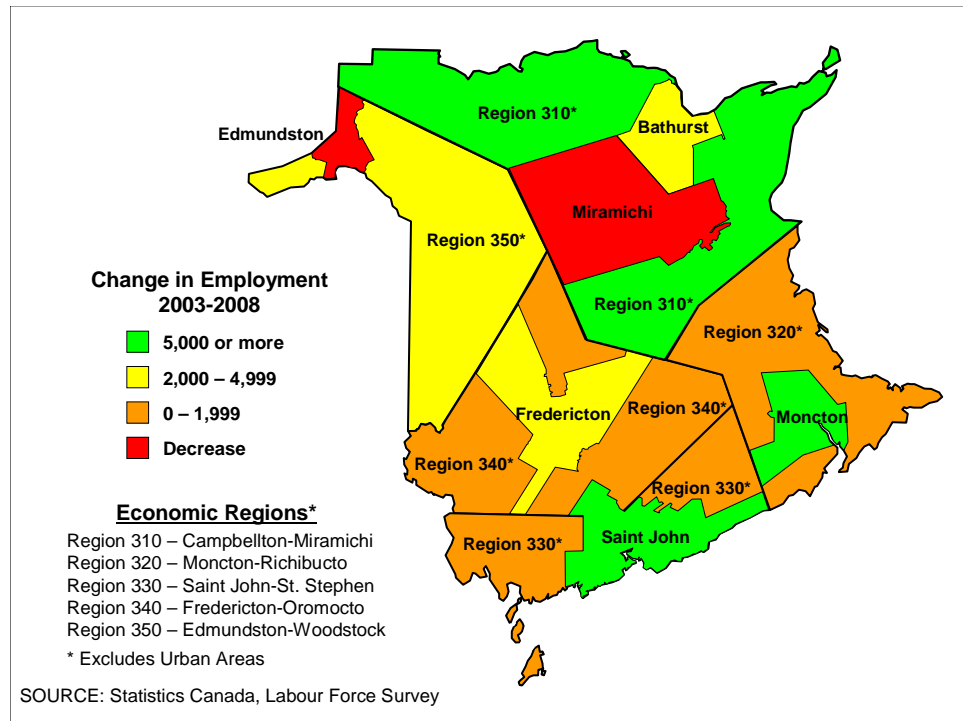 Region 310*
Bathurst
Edmundston
Miramichi
Region 350*
Region 310*
Region 320*
Fredericton
Region 340*
Moncton
Region 340*
Region 330*
Region 330*
Saint John
Change in Employment
2003-2008
5,000 or more
2,000 – 4,999
0 – 1,999
Decrease
Economic Regions*
Region 310 – Campbellton-Miramichi
Region 320 – Moncton-Richibucto
Region 330 – Saint John-St. Stephen
Region 340 – Fredericton-Oromocto
Region 350 – Edmundston-Woodstock
* Excludes Urban Areas
SOURCE: Statistics Canada, Labour Force Survey